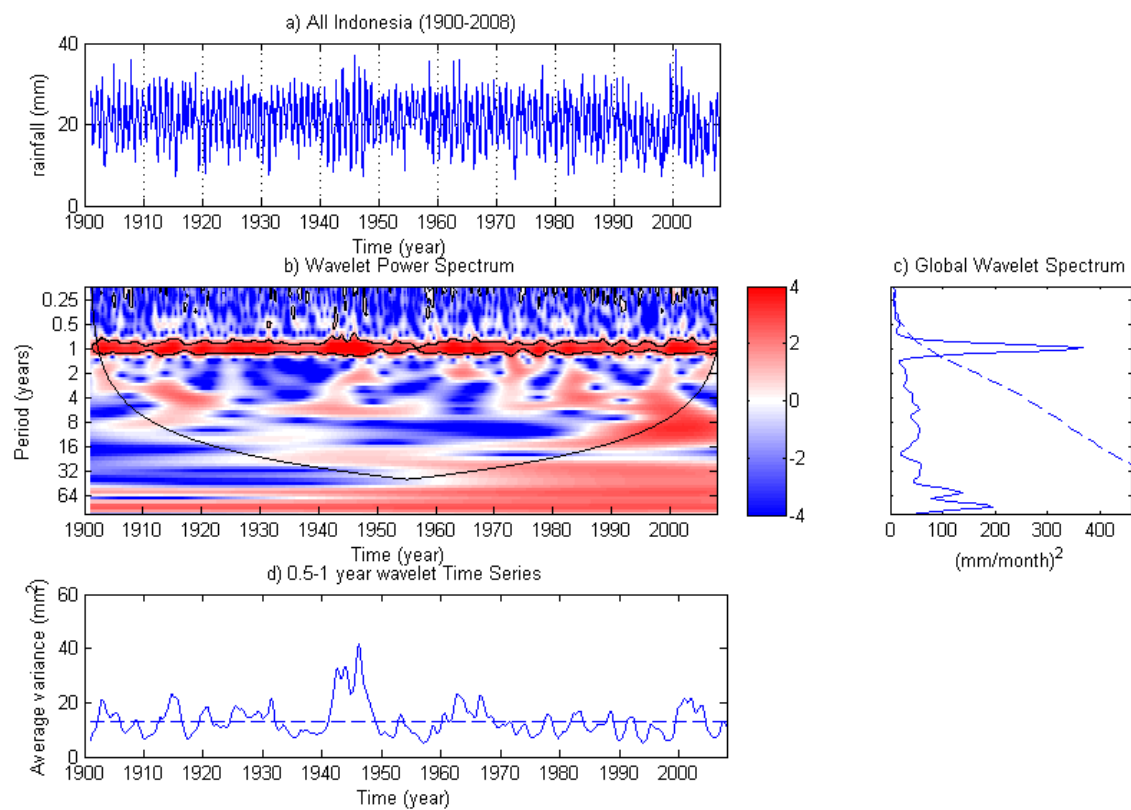 a) All Indonesia (1900-2008)
40
20
0
rainfall (mm)
1900 1910 1920 1930 1940 1950 1960 1970 1980 1990 2000
Time (year)
b) Wavelet Power Spectrum
0.25
0.5
1
2
4
8
16
32
64
Period (years)
1900 1910 1920 1930 1940 1950 1960 1970 1980 1990 2000
Time (year)
4
2
0
-2
-4
c) Global Wavelet Spectrum
0 100 200 300 400
(mm/month)²
d) 0.5-1 year wavelet Time Series
60
40
20
0
Average variance (mm²)
1900 1910 1920 1930 1940 1950 1960 1970 1980 1990 2000
Time (year)